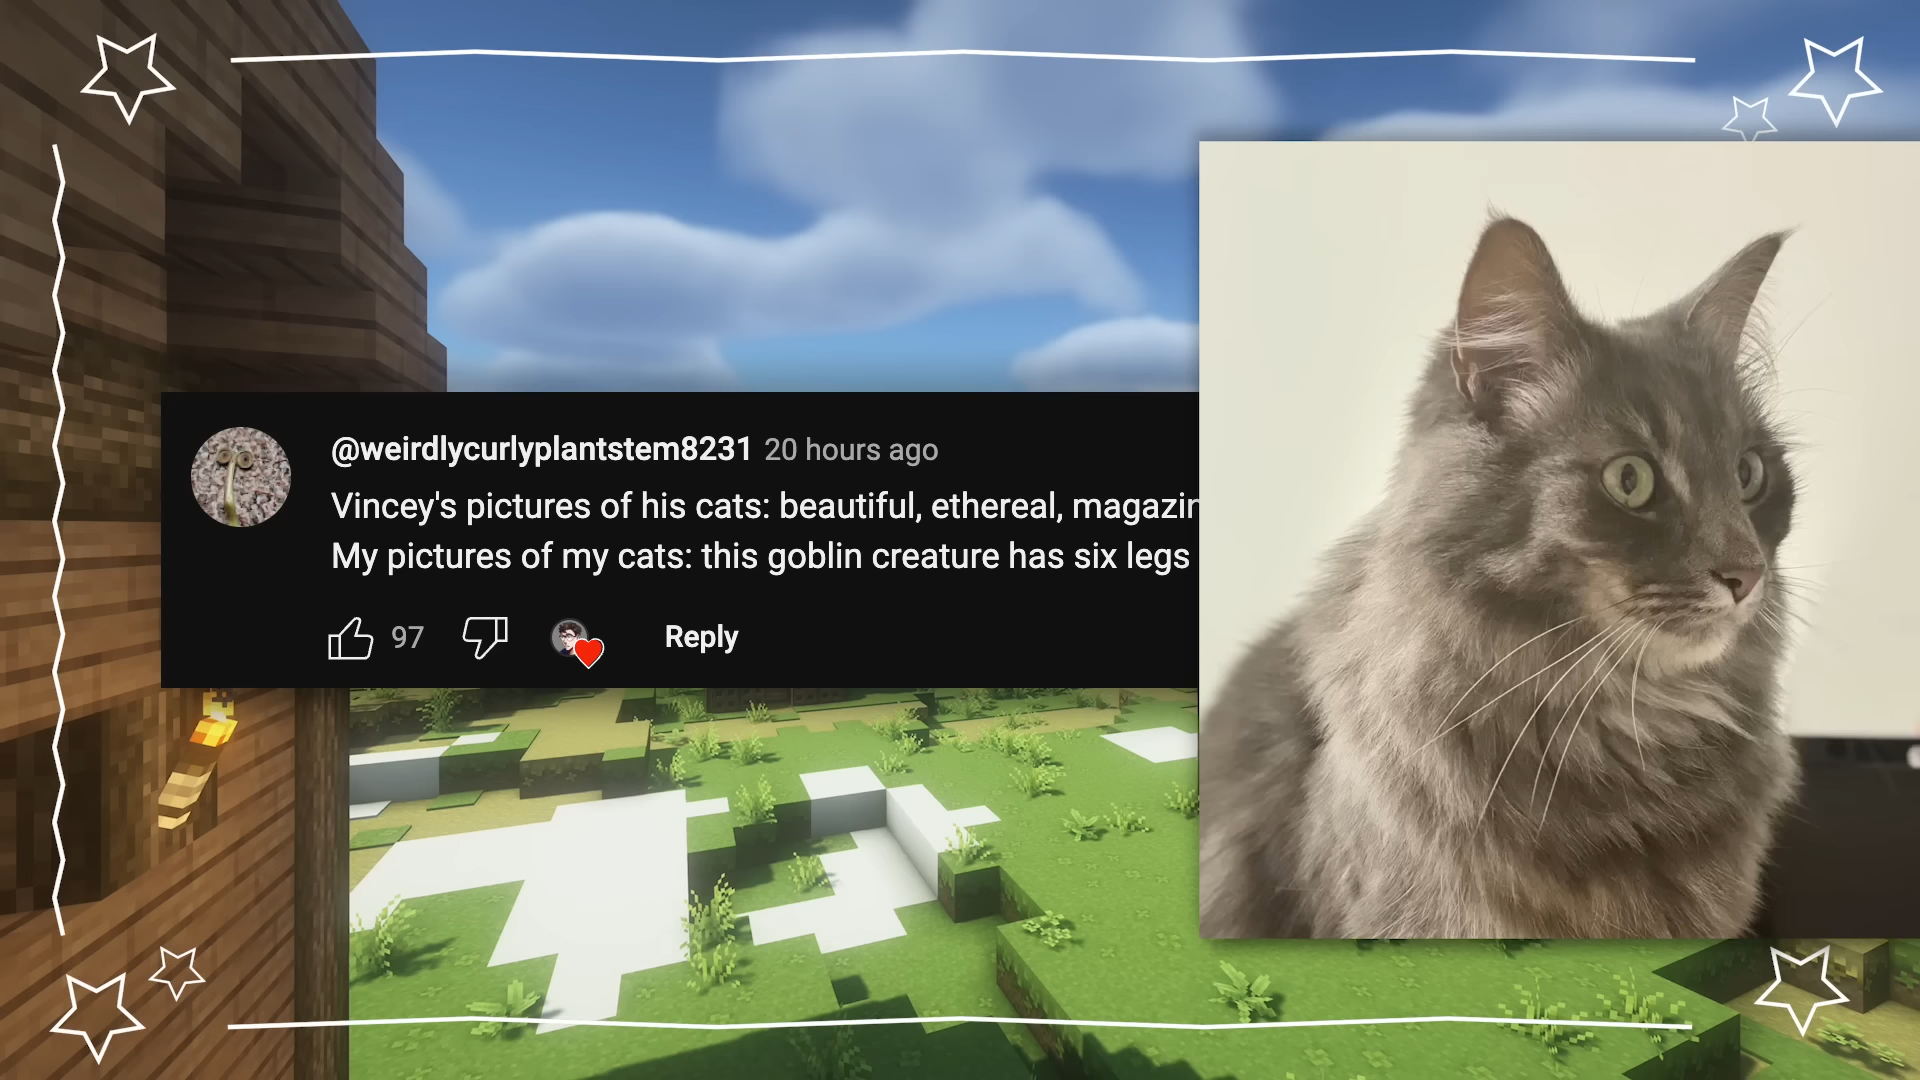 @weirdlycurlyplantstem8231 20 hours ago
Vincey's pictures of his cats: beautiful, ethereal,
My pictures of my cats: this goblin creature has six legs
97
Reply